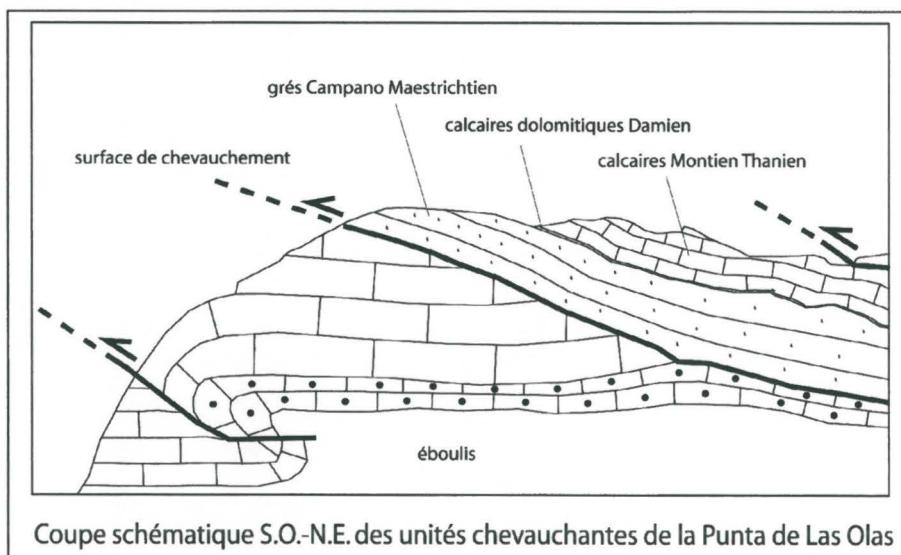 grés Campano Maestrichtien
calcaires dolomitiques Damien
surface de chevauchement
calcaires Montien Thanien
éboulis
Coupe schématique S.O.-N.E. des unités chevauchantes de la Punta de Las Olas